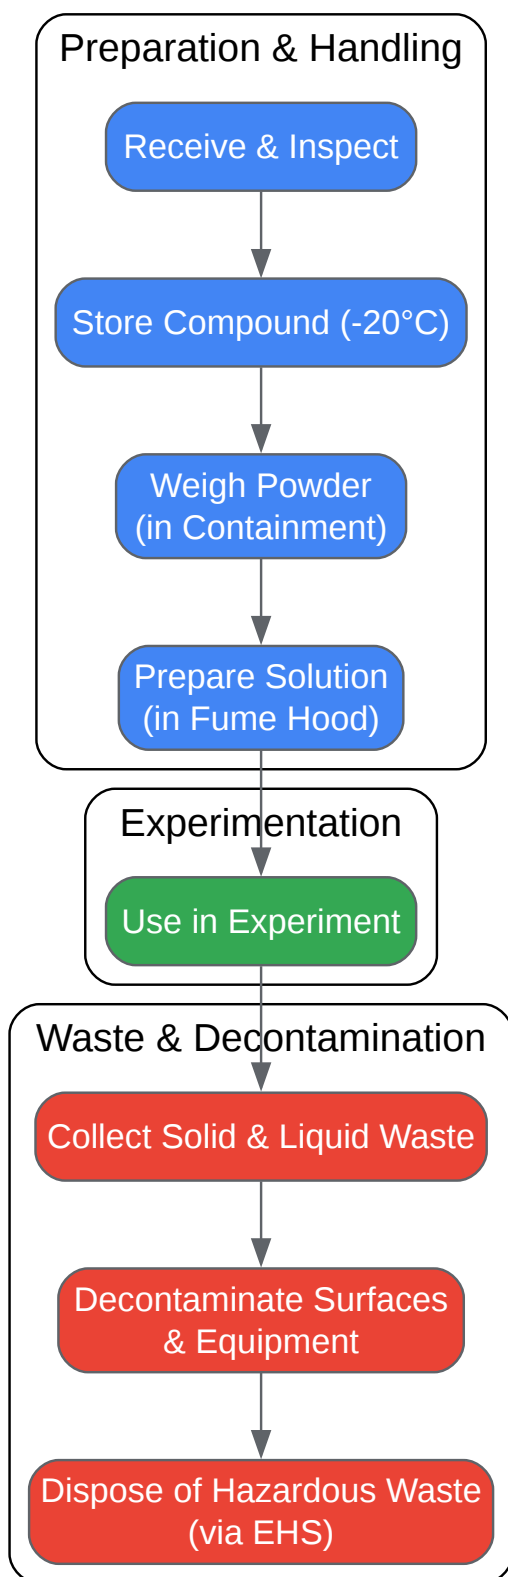 Preparation & Handling
Receive & Inspect
Store Compound (-20°C)
Weigh Powder
(in Containment)
Prepare Solution
(in Fume Hood)
Experimentation
Use in Experiment
Waste & Decontamination
Collect Solid & Liquid Waste
Decontaminate Surfaces
& Equipment
Dispose of Hazardous Waste
(via EHS)